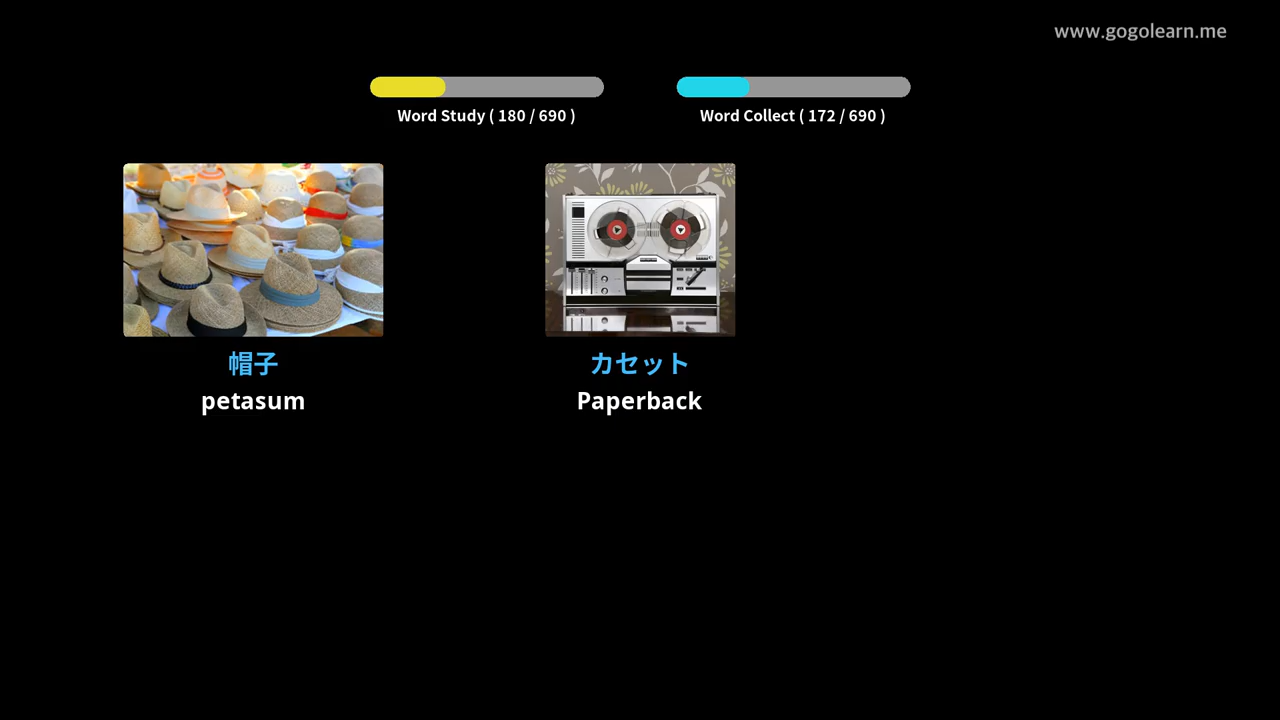 www.gogolearn.me
Word Study ( 180 / 690 )
Word Collect ( 172 / 690 )
帽子
petasum
カセット
Paperback